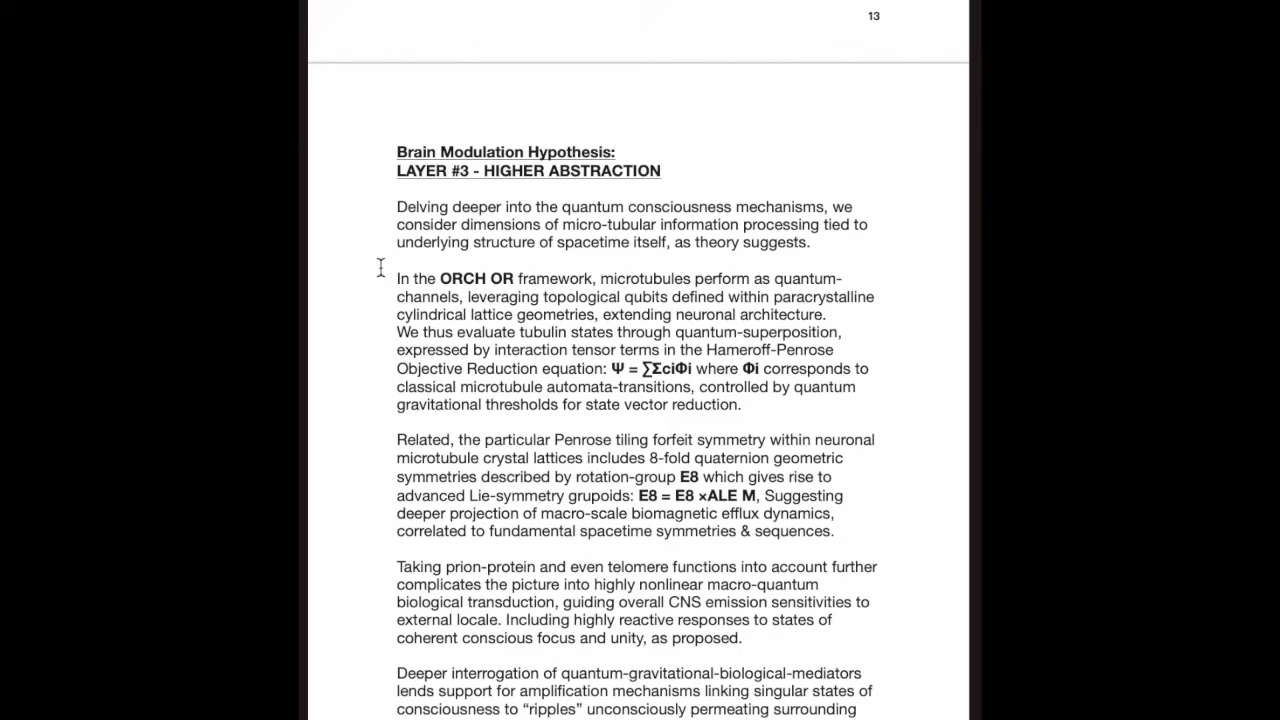 13
Brain Modulation Hypothesis:
LAYER #3 - HIGHER ABSTRACTION
Delving deeper into the quantum consciousness mechanisms, we
consider dimensions of micro-tubular information processing tied to
underlying structure of spacetime itself, as theory suggests.
In the ORCH OR framework, microtubules perform as quantum-
channels, leveraging topological qubits defined within paracrystalline
cylindrical lattice geometries, extending neuronal architecture.
We thus evaluate tubulin states through quantum-superposition,
expressed by interaction tensor terms in the Hameroff-Penrose
Objective Reduction equation: Ψ = ∑ΣciΦi where Φi corresponds to
classical microtubule automata-transitions, controlled by quantum
gravitational thresholds for state vector reduction.
Related, the particular Penrose tiling forfeit symmetry within neuronal
microtubule crystal lattices includes 8-fold quaternion geometric
symmetries described by rotation-group E8 which gives rise to
advanced Lie-symmetry grupoids: E8 = E8 ×ALE M, Suggesting
deeper projection of macro-scale biomagnetic efflux dynamics,
correlated to fundamental spacetime symmetries & sequences.
Taking prion-protein and even telomere functions into account further
complicates the picture into highly nonlinear macro-quantum
biological transduction, guiding overall CNS emission sensitivities to
external locale. Including highly reactive responses to states of
coherent conscious focus and unity, as proposed.
Deeper interrogation of quantum-gravitational-biological-mediators
lends support for amplification mechanisms linking singular states of
consciousness to “ripples” unconsciously permeating surrounding